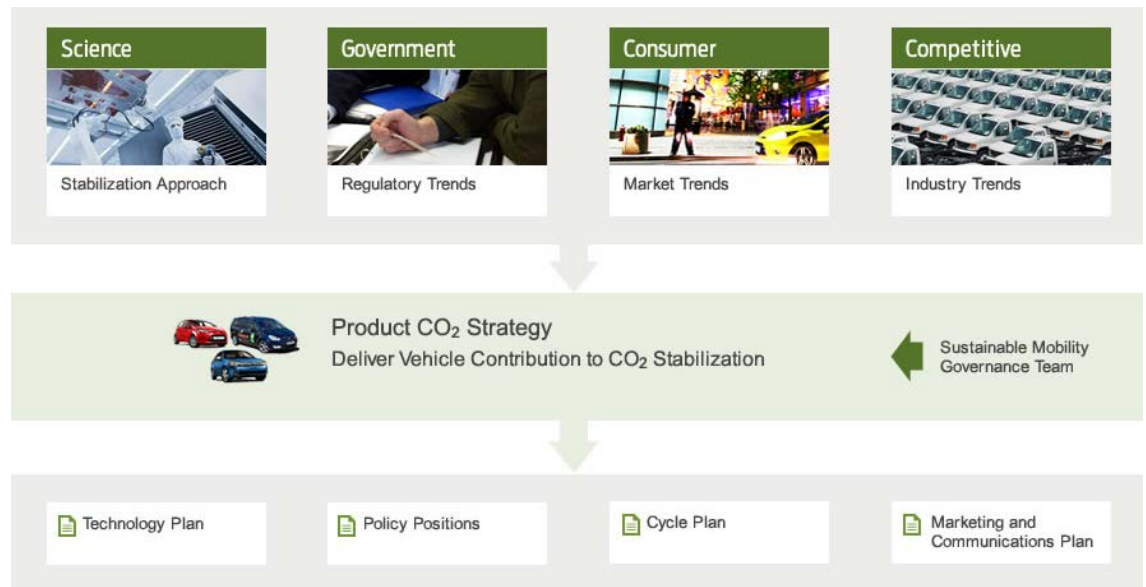 Science
Government
Consumer
Competitive
Stabilization Approach
Regulatory Trends
Market Trends
Industry Trends
Product CO₂ Strategy
Deliver Vehicle Contribution to CO₂ Stabilization
Sustainable Mobility
Governance Team
Technology Plan
Policy Positions
Cycle Plan
Marketing and
Communications Plan